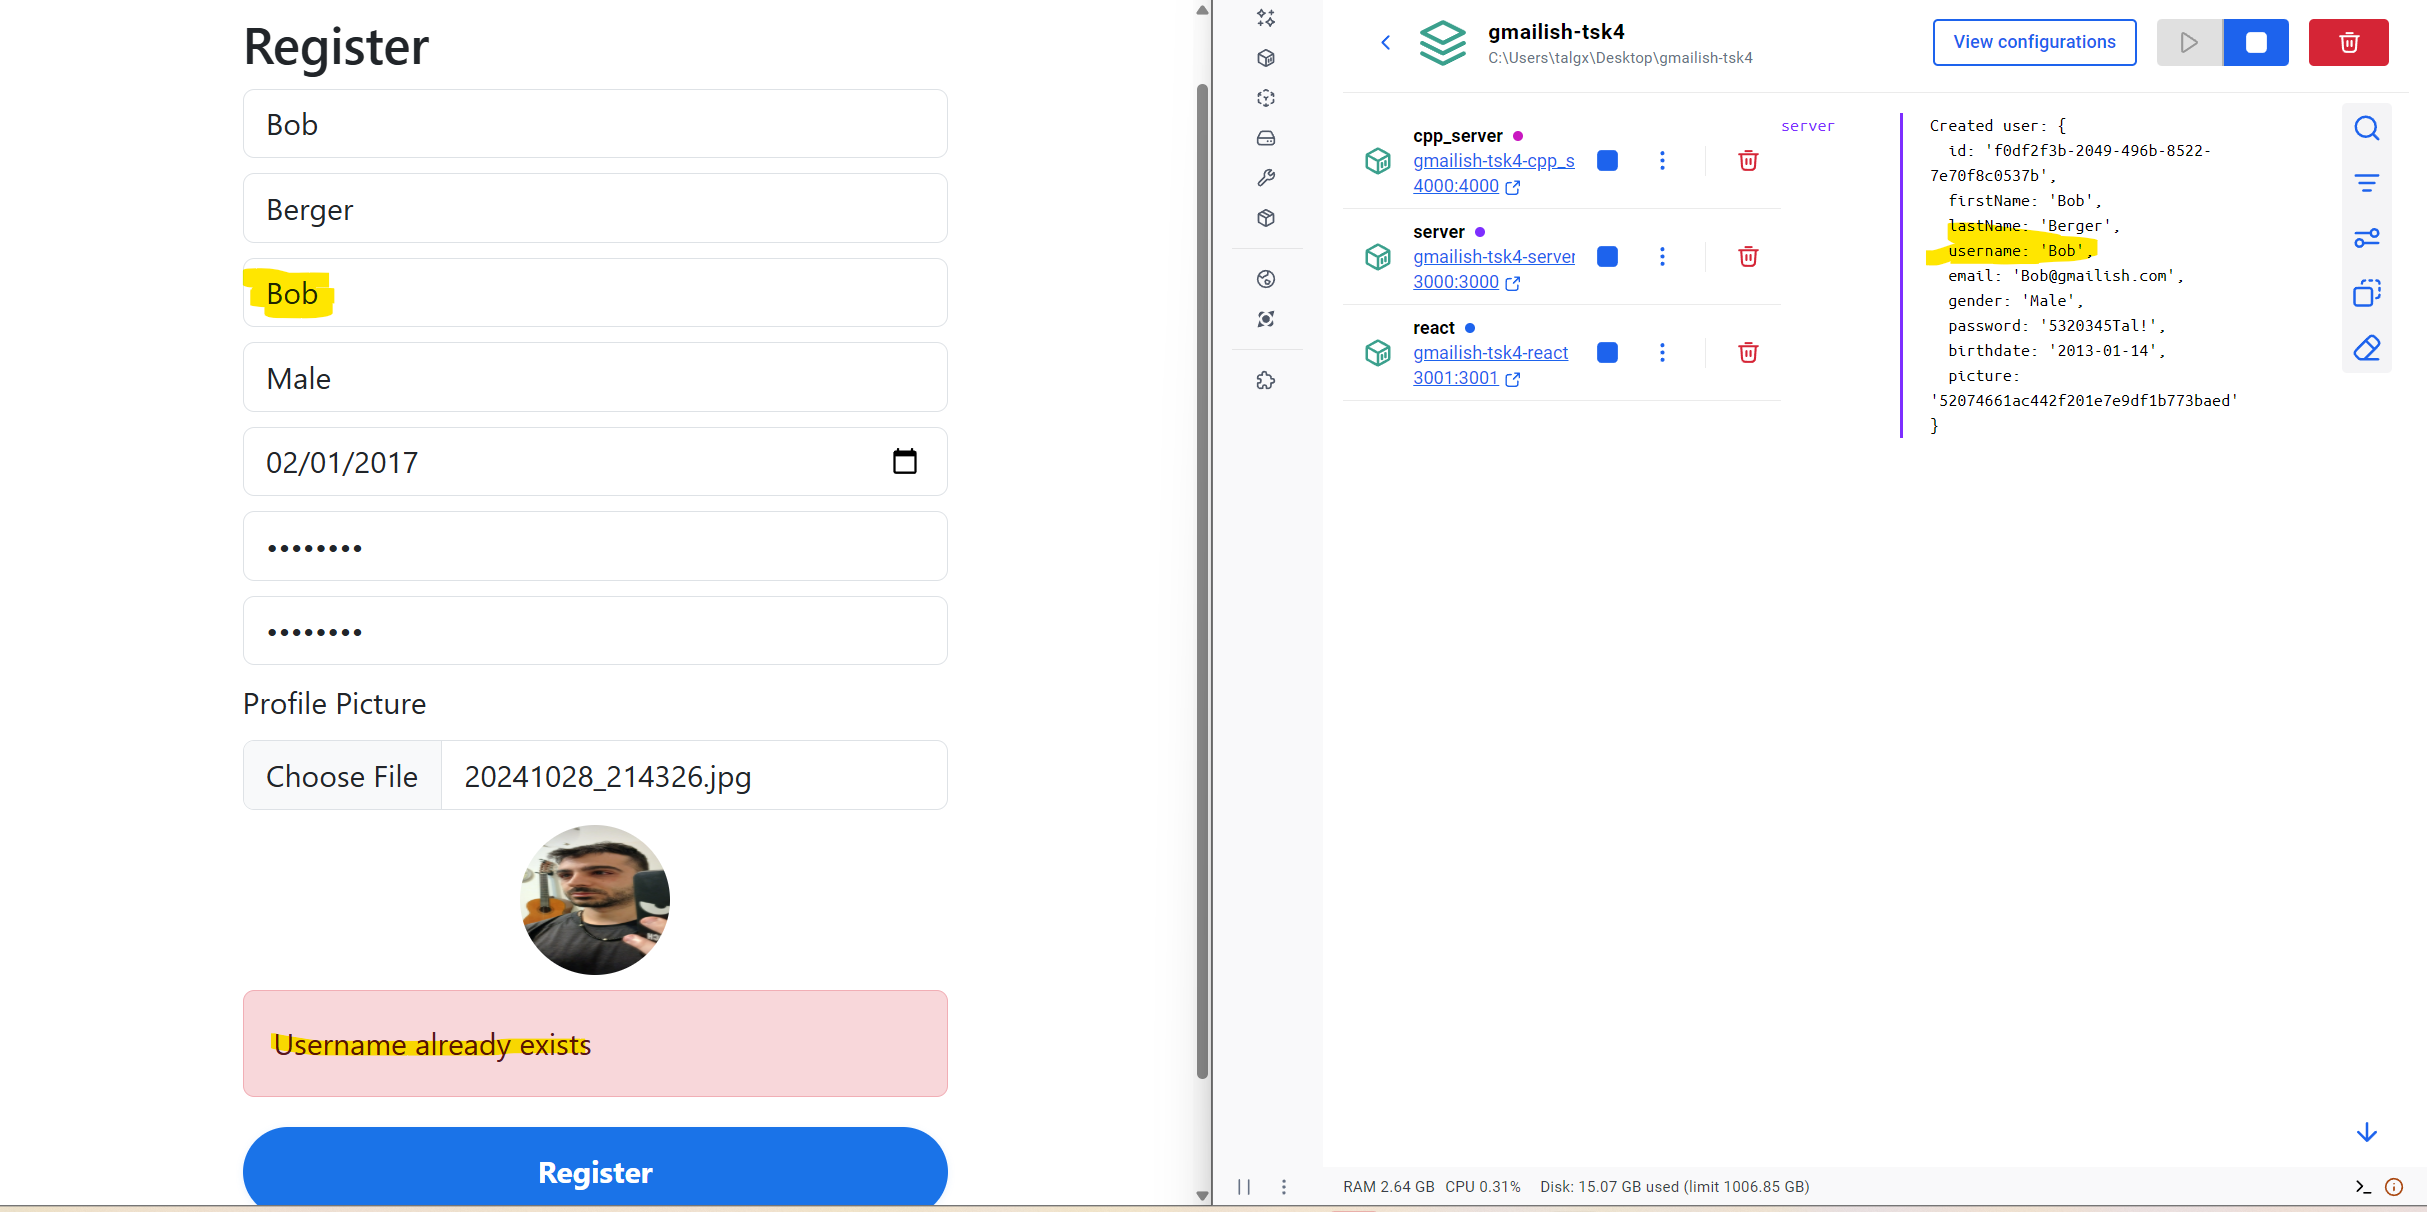 Register
Bob
Berger
Bob
Male
02/01/2017
••••••••
••••••••
Profile Picture
Choose File 20241028_214326.jpg
Username already exists
Register
gmailish-tsk4
C:\Users\talgx\Desktop\gmailish-tsk4
View configurations
cpp_server
gmailish-tsk4-cpp_s
4000:4000
server
gmailish-tsk4-server
3000:3000
react
gmailish-tsk4-react
3001:3001
server
Created user: {
id: 'f0df2f3b-2049-496b-8522-
7e70f8c0537b',
firstName: 'Bob',
lastName: 'Berger',
username: 'Bob',
email: 'Bob@gmailish.com',
gender: 'Male',
password: '5320345Tal!',
birthdate: '2013-01-14',
picture:
'52074661ac442f201e7e9df1b773baed'
}
RAM 2.64 GB CPU 0.31% Disk: 15.07 GB used (limit 1006.85 GB)